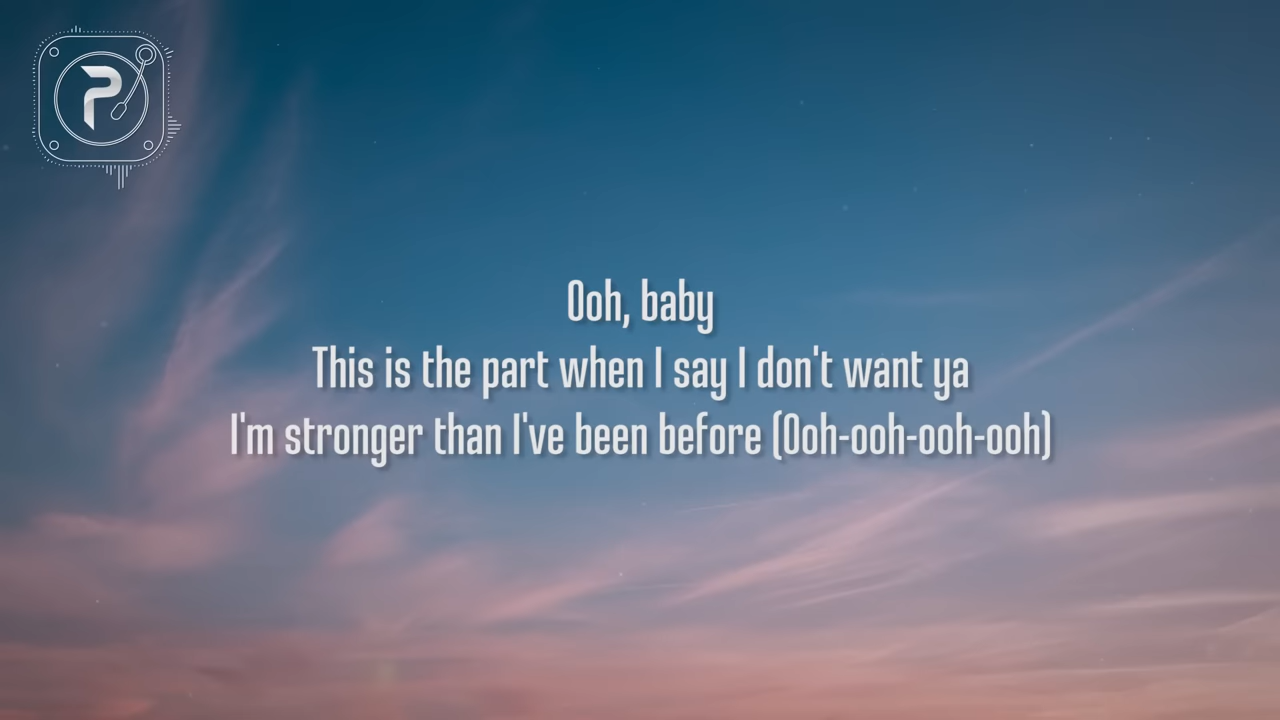 P
Ooh, baby
This is the part when I say I don't want ya
I'm stronger than I've been before (Ooh-ooh-ooh-ooh)